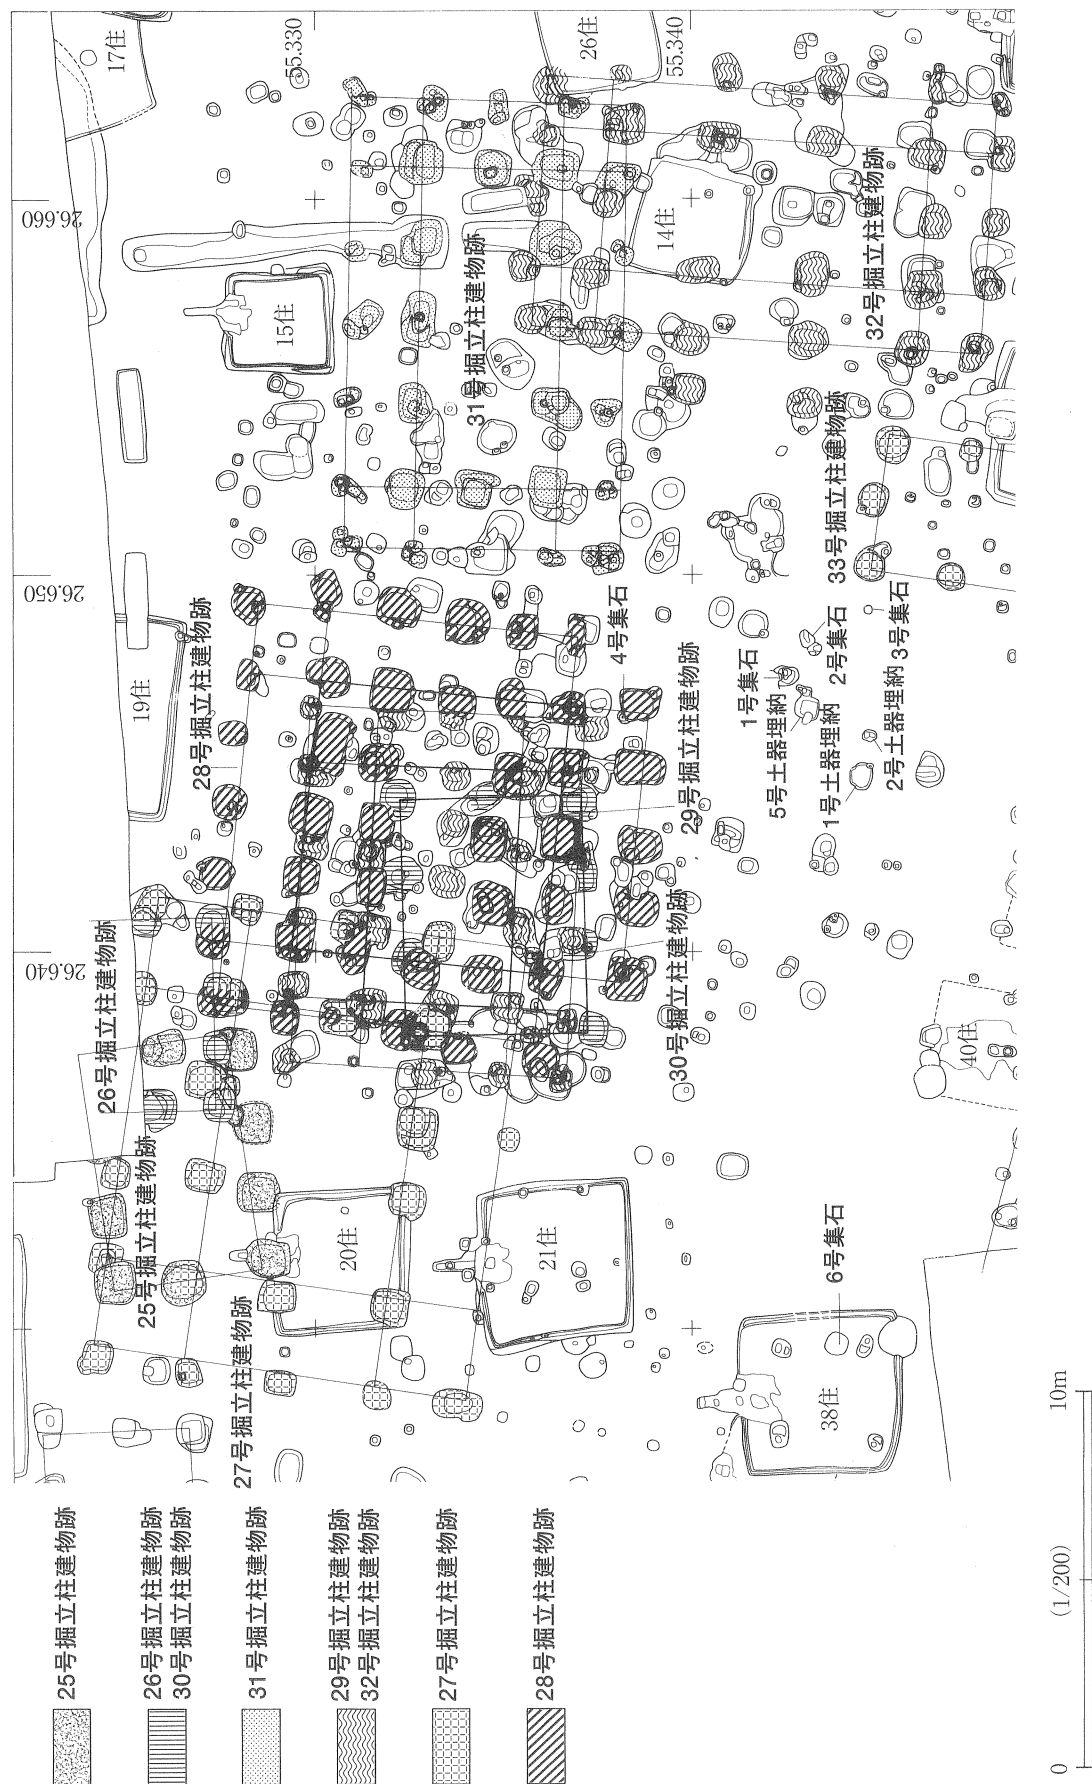 17住
55.330
26住
55.340
26.660
14住
15住
31号掘立柱建物跡
32号掘立柱建物跡
33号掘立柱建物跡
26.650
19住
28号掘立柱建物跡
4号集石
29号掘立柱建物跡
1号集石
5号土器埋納
2号集石
1号土器埋納
3号集石
2号土器埋納
26.640
26号掘立柱建物跡
30号掘立柱建物跡
40住
25号掘立柱建物跡
20住
21住
27号掘立柱建物跡
6号集石
38住
25号掘立柱建物跡
26号掘立柱建物跡
30号掘立柱建物跡
31号掘立柱建物跡
29号掘立柱建物跡
32号掘立柱建物跡
27号掘立柱建物跡
28号掘立柱建物跡
0
(1/200)
10m